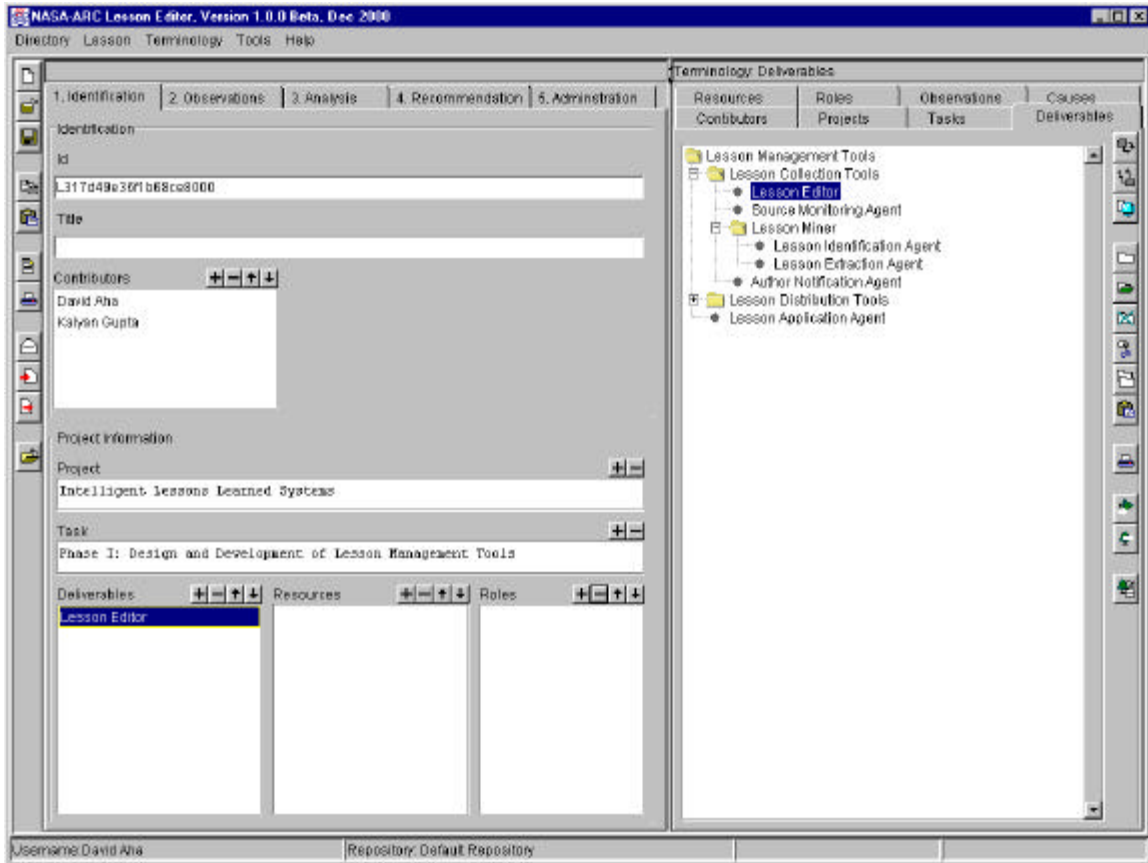 NASA-ARC Lesson Editor. Version 1.0.0 Beta. Dec 2000
Directory Lesson Terminology Tools Help
1. Identification 2. Observations 3. Analysis 4. Recommendation 5. Adminstration
Identification
Id
Title
Contributors
David Aha
Kalyan Gupta
Project Information
Project
Intelligent Lessons Learned Systems
Task
Phase I: Design and Development of Lesson Management Tools
Deliverables Resources Roles
Lesson Editor
Terminology: Deliverables
Resources Roles Observations Causes
Contibutors Projects Tasks Deliverables
Lesson Management Tools
Lesson Collection Tools
Lesson Editor
Source Monitoring Agent
Lesson Miner
Lesson Identification Agent
Lesson Extraction Agent
Author Notification Agent
Lesson Distribution Tools
Lesson Application Agent
Username: David Aha Repository: Default Repository